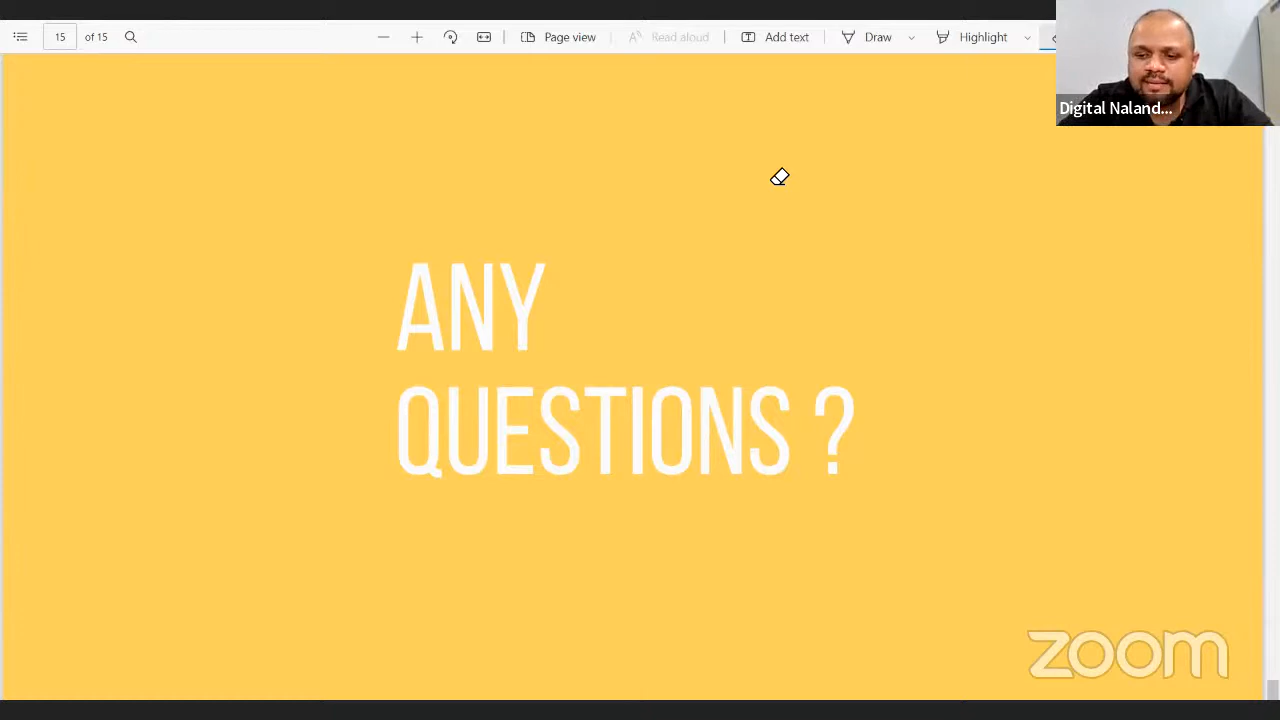 15 of 15 Page view Read aloud Add text Draw Highlight
Digital Naland...
ANY
QUESTIONS ?
zoom